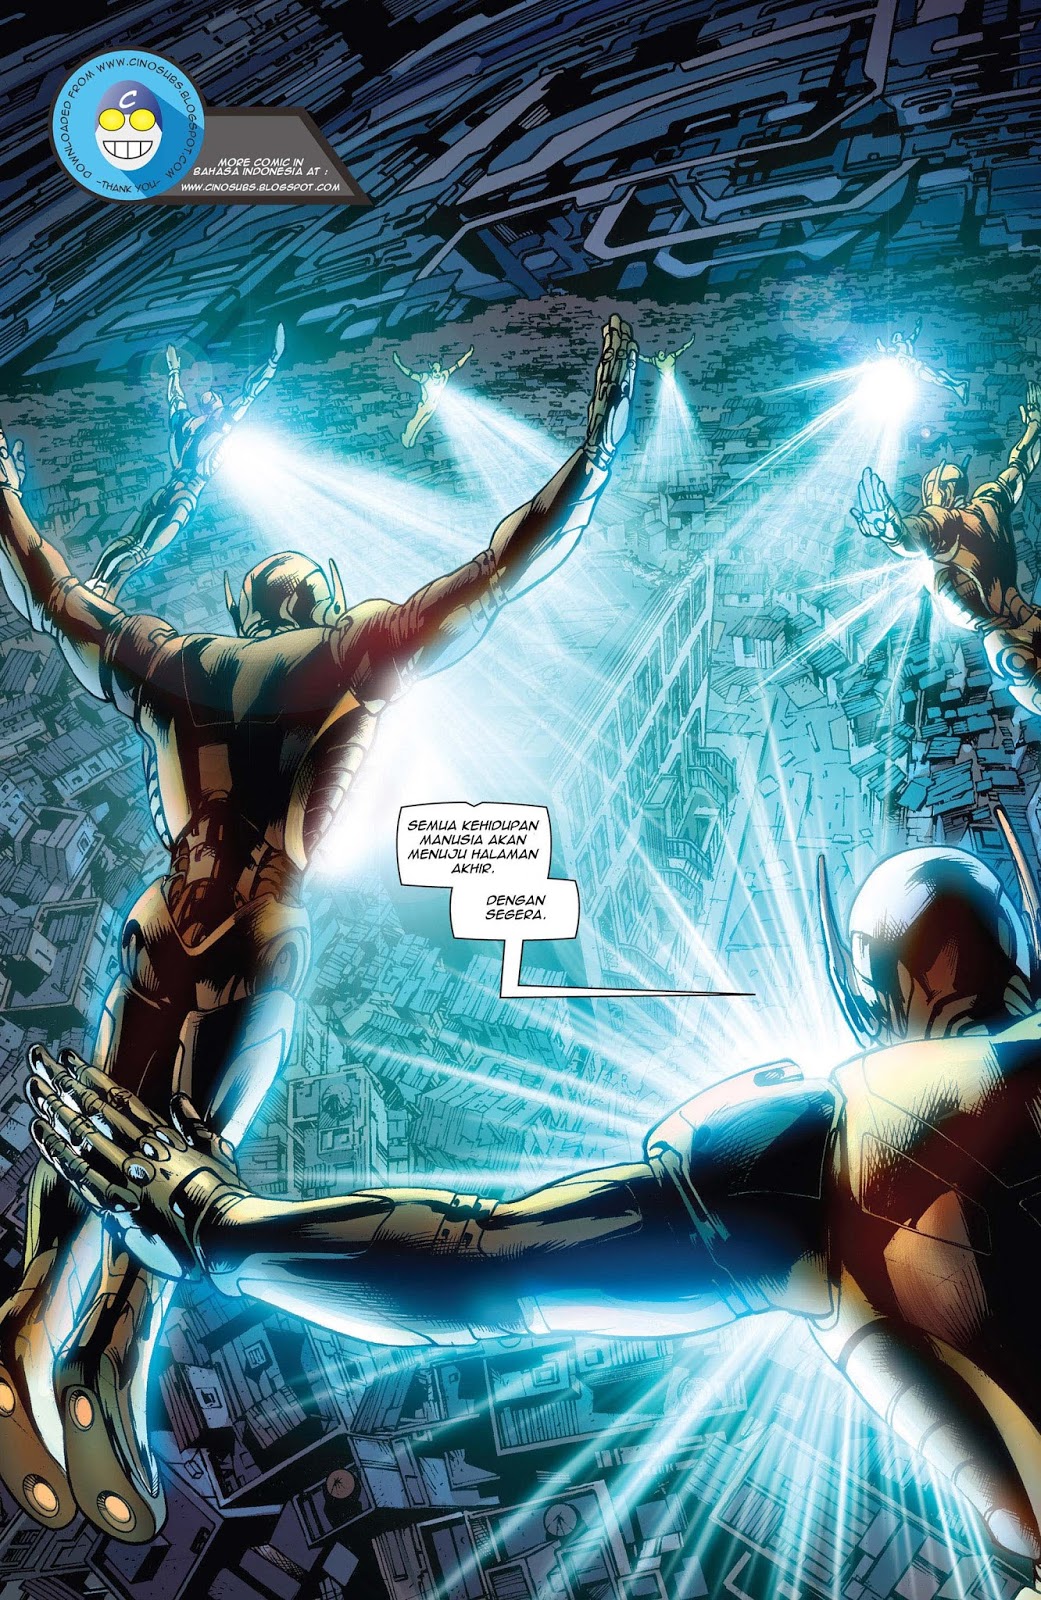 DOWNLOADED FROM WWW.CINOSUBS.BLOGSPOT.COM
-THANK YOU-
C
MORE COMIC IN
BAHASA INDONESIA AT :
WWW.CINOSUBS.BLOGSPOT.COM
SEMUA KEHIDUPAN
MANUSIA AKAN
MENUJU HALAMAN
AKHIR.
DENGAN
SEGERA.